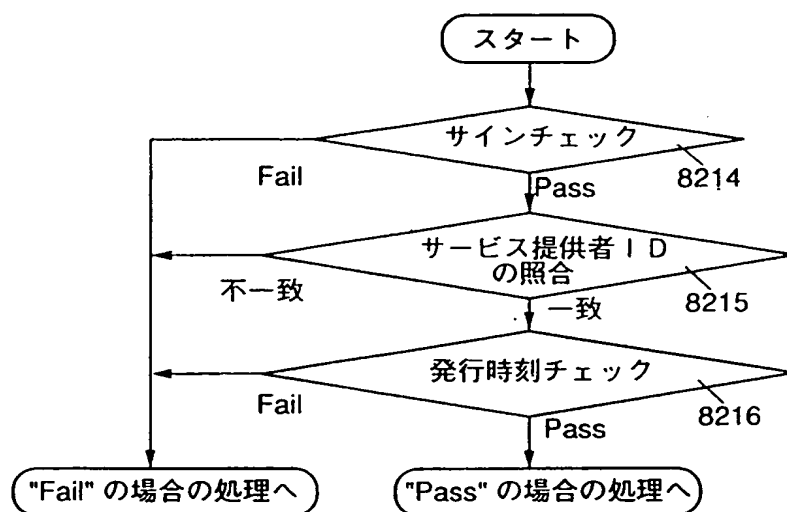 スタート
サインチェック
8214
Fail
Pass
サービス提供者ID
の照合
8215
不一致
一致
発行時刻チェック
8216
Fail
Pass
"Fail" の場合の処理へ
"Pass" の場合の処理へ